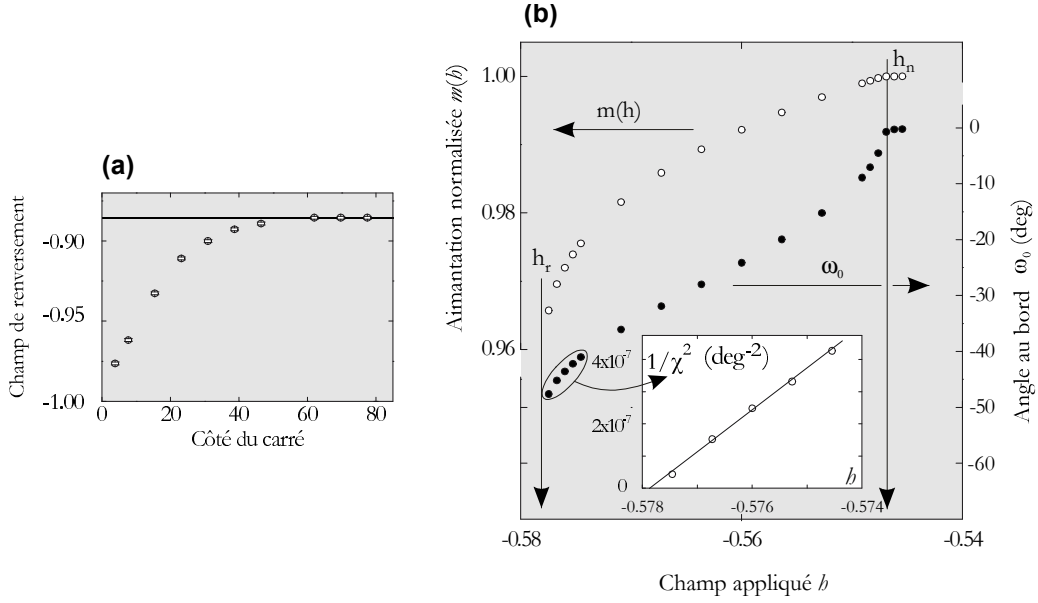 (a)
Champ de renversement
-0.90
-0.95
-1.00
0 20 40 60 80
Côté du carré
(b)
Aimantation normalisée m(h)
1.00
0.98
0.96
m(h)
h_n
h_r
ω₀
0
-10
-20
-30
-40
-50
-60
Angle au bord ω₀ (deg)
1/χ² (deg⁻²)
4x10⁻⁷
2x10⁻⁷
0
-0.578 -0.576 -0.574
h
-0.58 -0.56 -0.54
Champ appliqué h